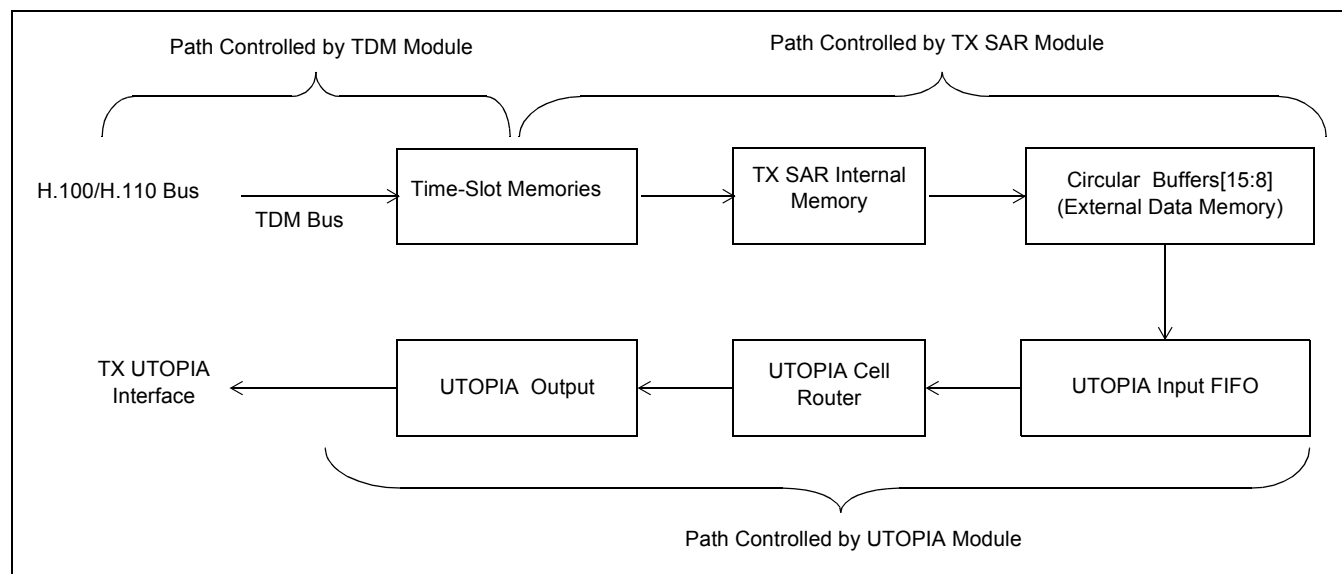 Path Controlled by TDM Module
Path Controlled by TX SAR Module
H.100/H.110 Bus
TDM Bus
Time-Slot Memories
TX SAR Internal
Memory
Circular Buffers[15:8]
(External Data Memory)
TX UTOPIA
Interface
UTOPIA Output
UTOPIA Cell
Router
UTOPIA Input FIFO
Path Controlled by UTOPIA Module